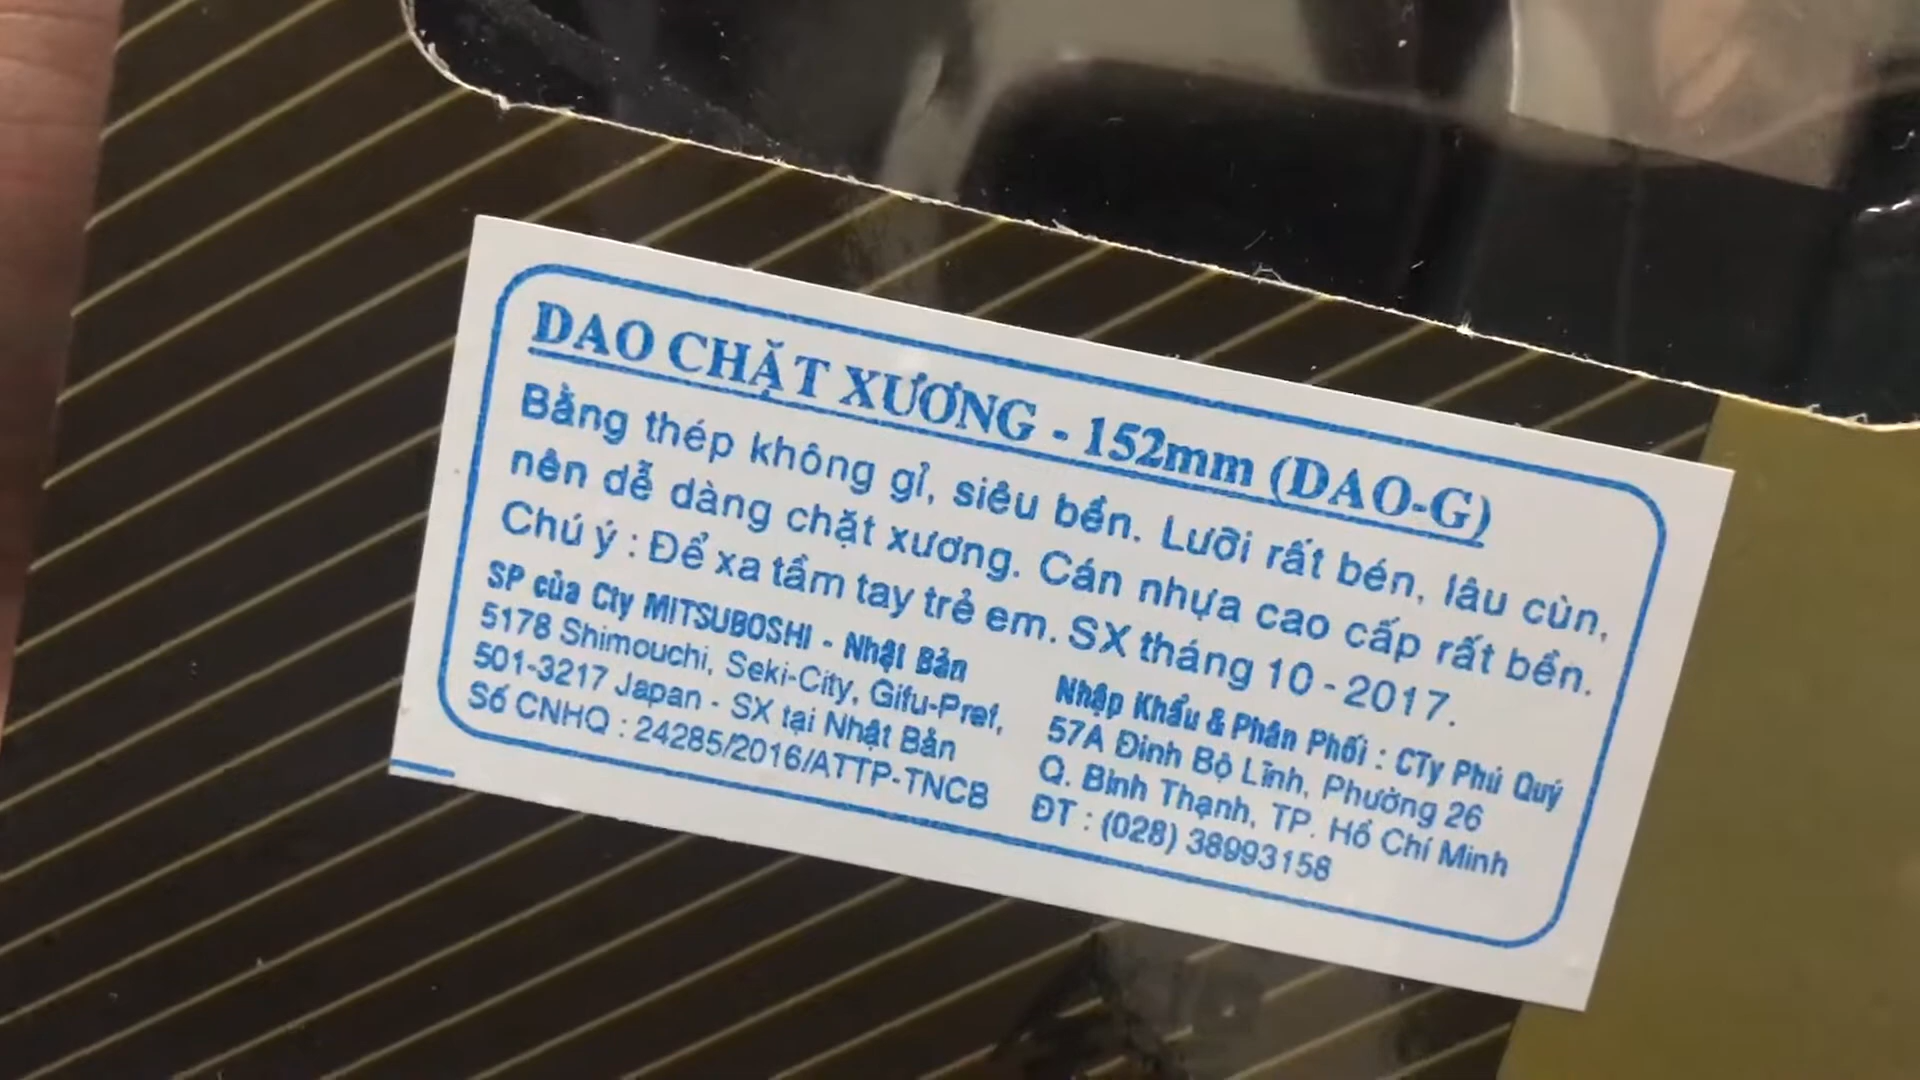 DAO CHẶT XƯƠNG - 152mm (DAO-G)
Bằng thép không gỉ, siêu bền. Lưỡi rất bén, lâu cùn,
nên dễ dàng chặt xương. Cán nhựa cao cấp rất bền.
Chú ý : Để xa tầm tay trẻ em. SX tháng 10 - 2017.
SP của Cty MITSUBOSHI - Nhật Bản
5178 Shimouchi, Seki-City, Gifu-Pref,
501-3217 Japan - SX tại Nhật Bản
Số CNHQ : 24285/2016/ATTP-TNCB
Nhập Khẩu & Phân Phối : CTy Phú Quý
57A Đinh Bộ Lĩnh, Phường 26
Q. Bình Thạnh, TP. Hồ Chí Minh
ĐT : (028) 38993158